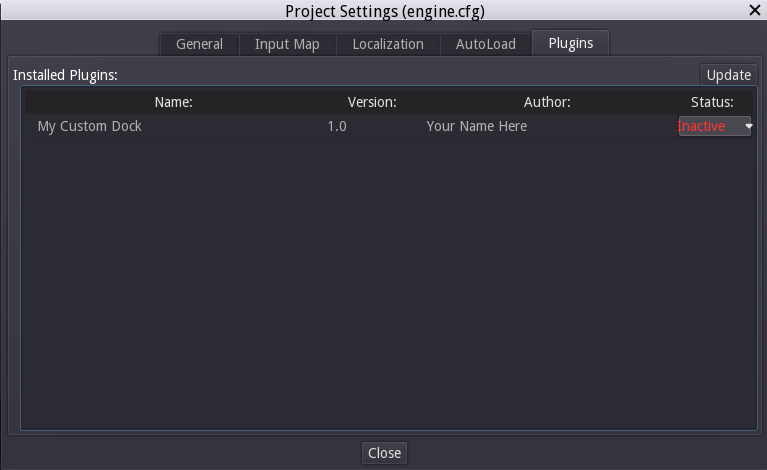 Project Settings (engine.cfg)
General Input Map Localization AutoLoad Plugins
Installed Plugins: Update
Name: Version: Author: Status:
My Custom Dock 1.0 Your Name Here Inactive
Close